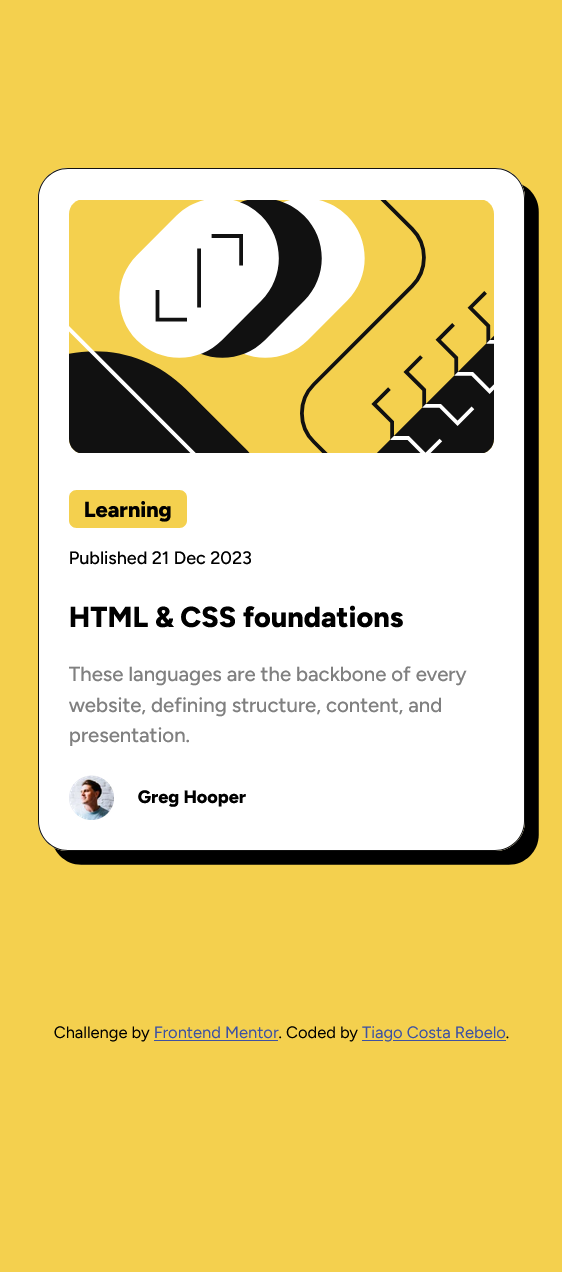 Learning
Published 21 Dec 2023
HTML & CSS foundations
These languages are the backbone of every
website, defining structure, content, and
presentation.
Greg Hooper
Challenge by Frontend Mentor. Coded by Tiago Costa Rebelo.